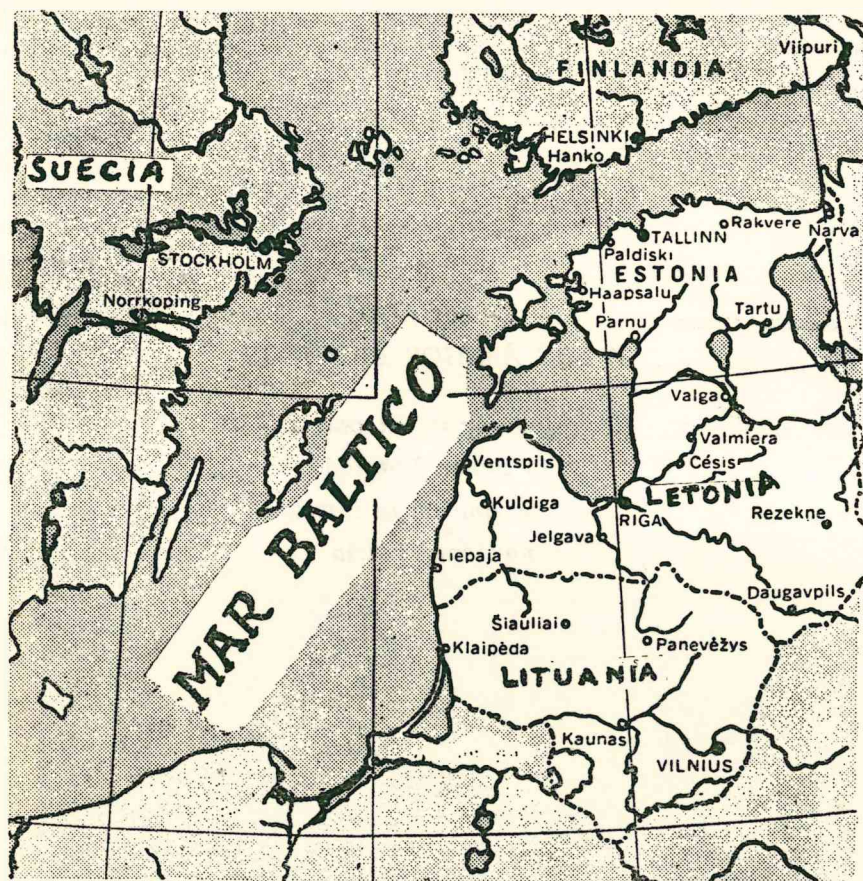 Viipuri
FINLANDIA
HELSINKI
Hanko
SUECIA
STOCKHOLM
Norrkoping
Rakvere
Narva
TALLINN
Paldiski
ESTONIA
Haapsalu
Tartu
Parnu
MAR BALTICO
Valga
Valmiera
Ventspils
Césis
LETONIA
Kuldiga
RIGA
Rezekne
Jelgava
Liepaja
Daugavpils
Šiauliai
Klaipėda
Panevėžys
LITUANIA
Kaunas
VILNIUS